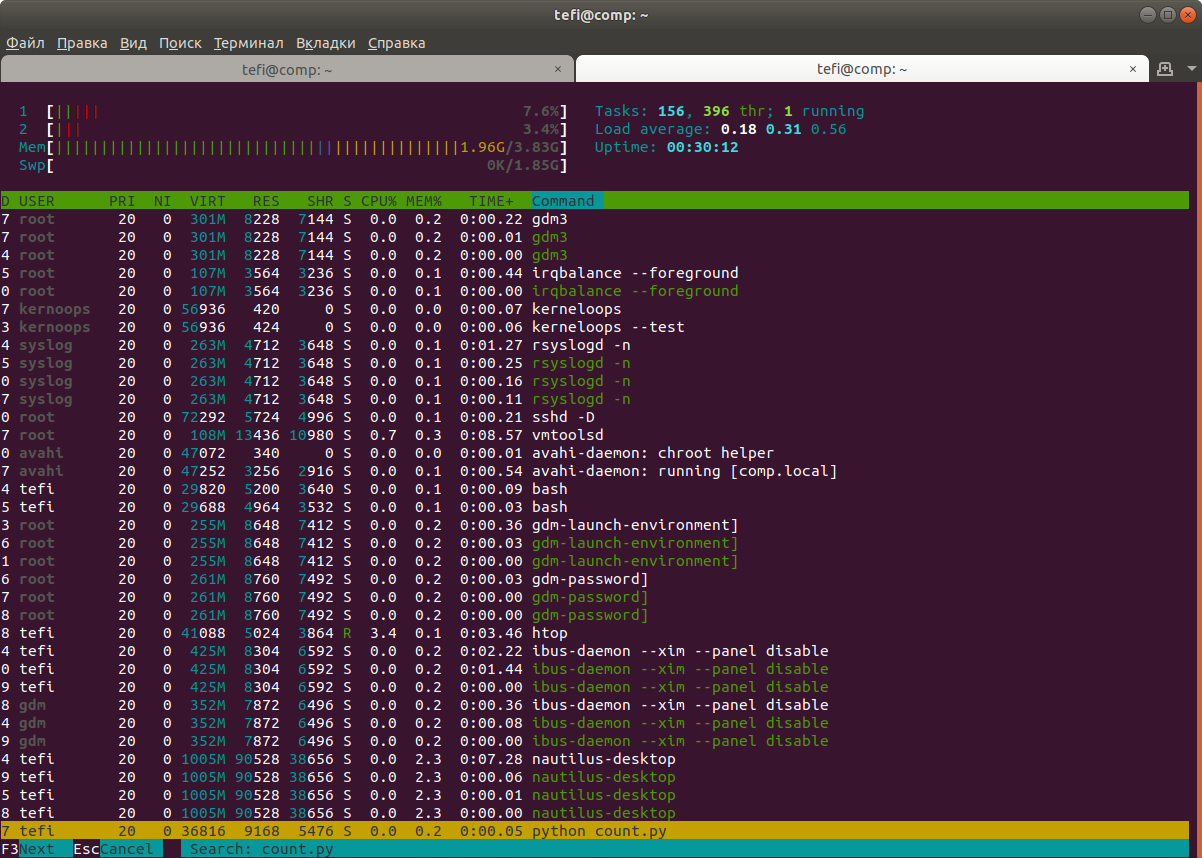 tefi@comp: ~
Файл Правка Вид Поиск Терминал Вкладки Справка
tefi@comp: ~ × tefi@comp: ~ ×
1 [||||| 7.6%] Tasks: 156, 396 thr; 1 running
2 [||| 3.4%] Load average: 0.18 0.31 0.56
Mem[|||||||||||||||||||||||||||||||||||||||||||||1.96G/3.83G] Uptime: 00:30:12
Swp[ 0K/1.85G]
D USER PRI NI VIRT RES SHR S CPU% MEM% TIME+ Command
7 root 20 0 301M 8228 7144 S 0.0 0.2 0:00.22 gdm3
7 root 20 0 301M 8228 7144 S 0.0 0.2 0:00.01 gdm3
4 root 20 0 301M 8228 7144 S 0.0 0.2 0:00.00 gdm3
5 root 20 0 107M 3564 3236 S 0.0 0.1 0:00.44 irqbalance --foreground
0 root 20 0 107M 3564 3236 S 0.0 0.1 0:00.00 irqbalance --foreground
7 kernoops 20 0 56936 420 0 S 0.0 0.0 0:00.07 kerneloops
3 kernoops 20 0 56936 424 0 S 0.0 0.0 0:00.06 kerneloops --test
4 syslog 20 0 263M 4712 3648 S 0.0 0.1 0:01.27 rsyslogd -n
5 syslog 20 0 263M 4712 3648 S 0.0 0.1 0:00.25 rsyslogd -n
0 syslog 20 0 263M 4712 3648 S 0.0 0.1 0:00.16 rsyslogd -n
7 syslog 20 0 263M 4712 3648 S 0.0 0.1 0:00.11 rsyslogd -n
0 root 20 0 72292 5724 4996 S 0.0 0.1 0:00.21 sshd -D
7 root 20 0 108M 13436 10980 S 0.7 0.3 0:08.57 vmtoolsd
0 avahi 20 0 47072 340 0 S 0.0 0.0 0:00.01 avahi-daemon: chroot helper
7 avahi 20 0 47252 3256 2916 S 0.0 0.1 0:00.54 avahi-daemon: running [comp.local]
4 tefi 20 0 29820 5200 3640 S 0.0 0.1 0:00.09 bash
5 tefi 20 0 29688 4964 3532 S 0.0 0.1 0:00.03 bash
3 root 20 0 255M 8648 7412 S 0.0 0.2 0:00.36 gdm-launch-environment]
6 root 20 0 255M 8648 7412 S 0.0 0.2 0:00.03 gdm-launch-environment]
1 root 20 0 255M 8648 7412 S 0.0 0.2 0:00.00 gdm-launch-environment]
6 root 20 0 261M 8760 7492 S 0.0 0.2 0:00.03 gdm-password]
7 root 20 0 261M 8760 7492 S 0.0 0.2 0:00.00 gdm-password]
8 root 20 0 261M 8760 7492 S 0.0 0.2 0:00.00 gdm-password]
8 tefi 20 0 41088 5024 3864 R 3.4 0.1 0:03.46 htop
4 tefi 20 0 425M 8304 6592 S 0.0 0.2 0:02.22 ibus-daemon --xim --panel disable
0 tefi 20 0 425M 8304 6592 S 0.0 0.2 0:01.44 ibus-daemon --xim --panel disable
9 tefi 20 0 425M 8304 6592 S 0.0 0.2 0:00.00 ibus-daemon --xim --panel disable
8 gdm 20 0 352M 7872 6496 S 0.0 0.2 0:00.36 ibus-daemon --xim --panel disable
4 gdm 20 0 352M 7872 6496 S 0.0 0.2 0:00.08 ibus-daemon --xim --panel disable
9 gdm 20 0 352M 7872 6496 S 0.0 0.2 0:00.00 ibus-daemon --xim --panel disable
4 tefi 20 0 1005M 90528 38656 S 0.0 2.3 0:07.28 nautilus-desktop
9 tefi 20 0 1005M 90528 38656 S 0.0 2.3 0:00.06 nautilus-desktop
5 tefi 20 0 1005M 90528 38656 S 0.0 2.3 0:00.01 nautilus-desktop
8 tefi 20 0 1005M 90528 38656 S 0.0 2.3 0:00.00 nautilus-desktop
7 tefi 20 0 36816 9168 5476 S 0.0 0.2 0:00.05 python count.py
F3Next EscCancel Search: count.py